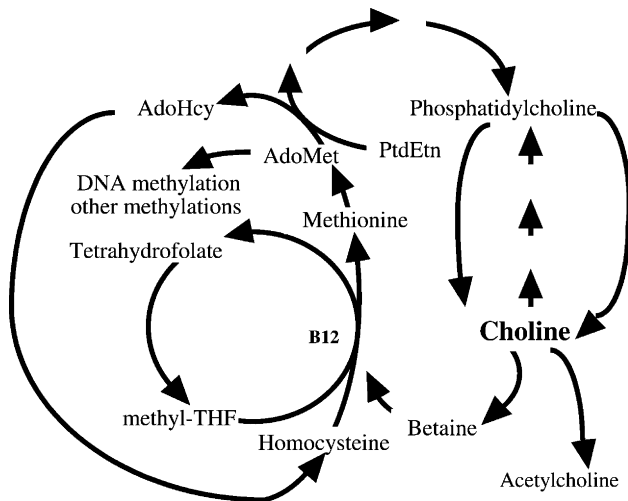 AdoHcy
Phosphatidylcholine
AdoMet
PtdEtn
DNA methylation
other methylations
Methionine
Tetrahydrofolate
B12
Choline
methyl-THF
Homocysteine
Betaine
Acetylcholine